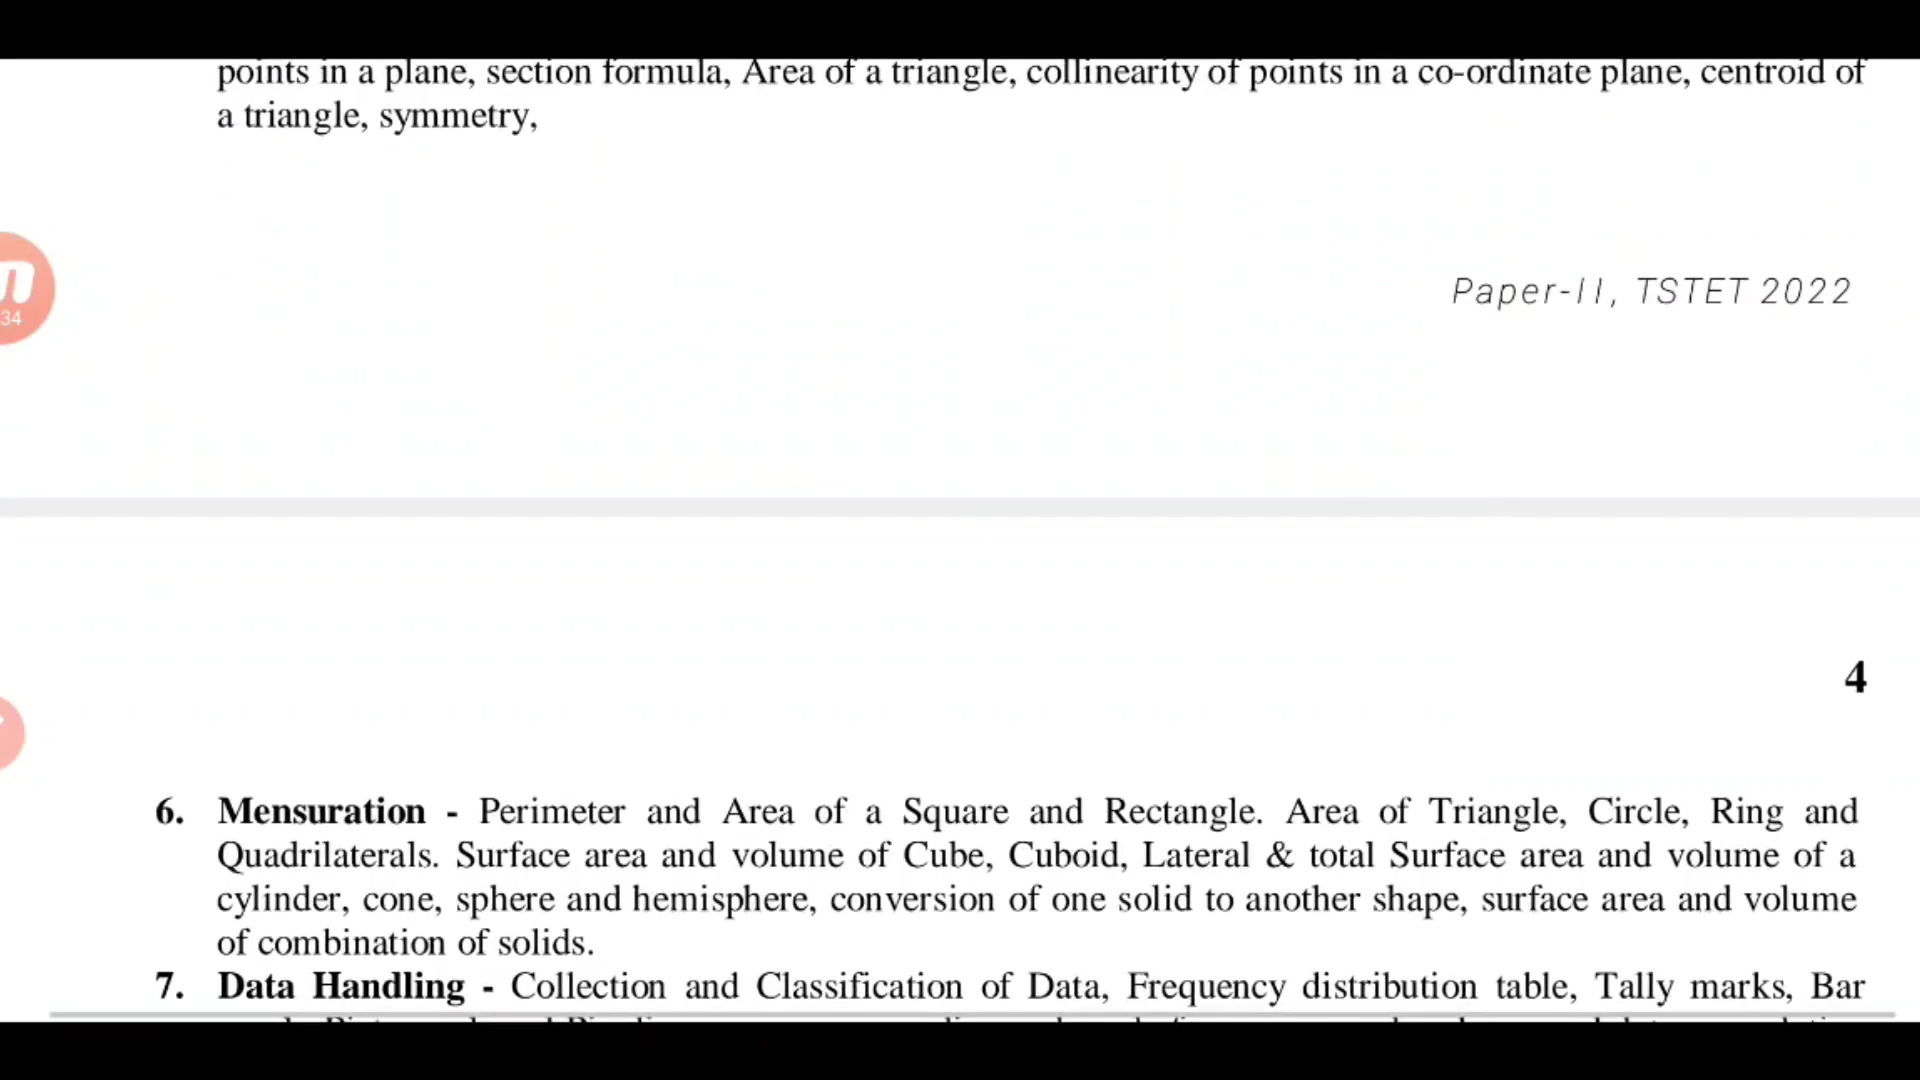 points in a plane, section formula, Area of a triangle, collinearity of points in a co-ordinate plane, centroid of
a triangle, symmetry,
34
Paper-II, TSTET 2022
4
6. Mensuration - Perimeter and Area of a Square and Rectangle. Area of Triangle, Circle, Ring and
Quadrilaterals. Surface area and volume of Cube, Cuboid, Lateral & total Surface area and volume of a
cylinder, cone, sphere and hemisphere, conversion of one solid to another shape, surface area and volume
of combination of solids.
7. Data Handling - Collection and Classification of Data, Frequency distribution table, Tally marks, Bar